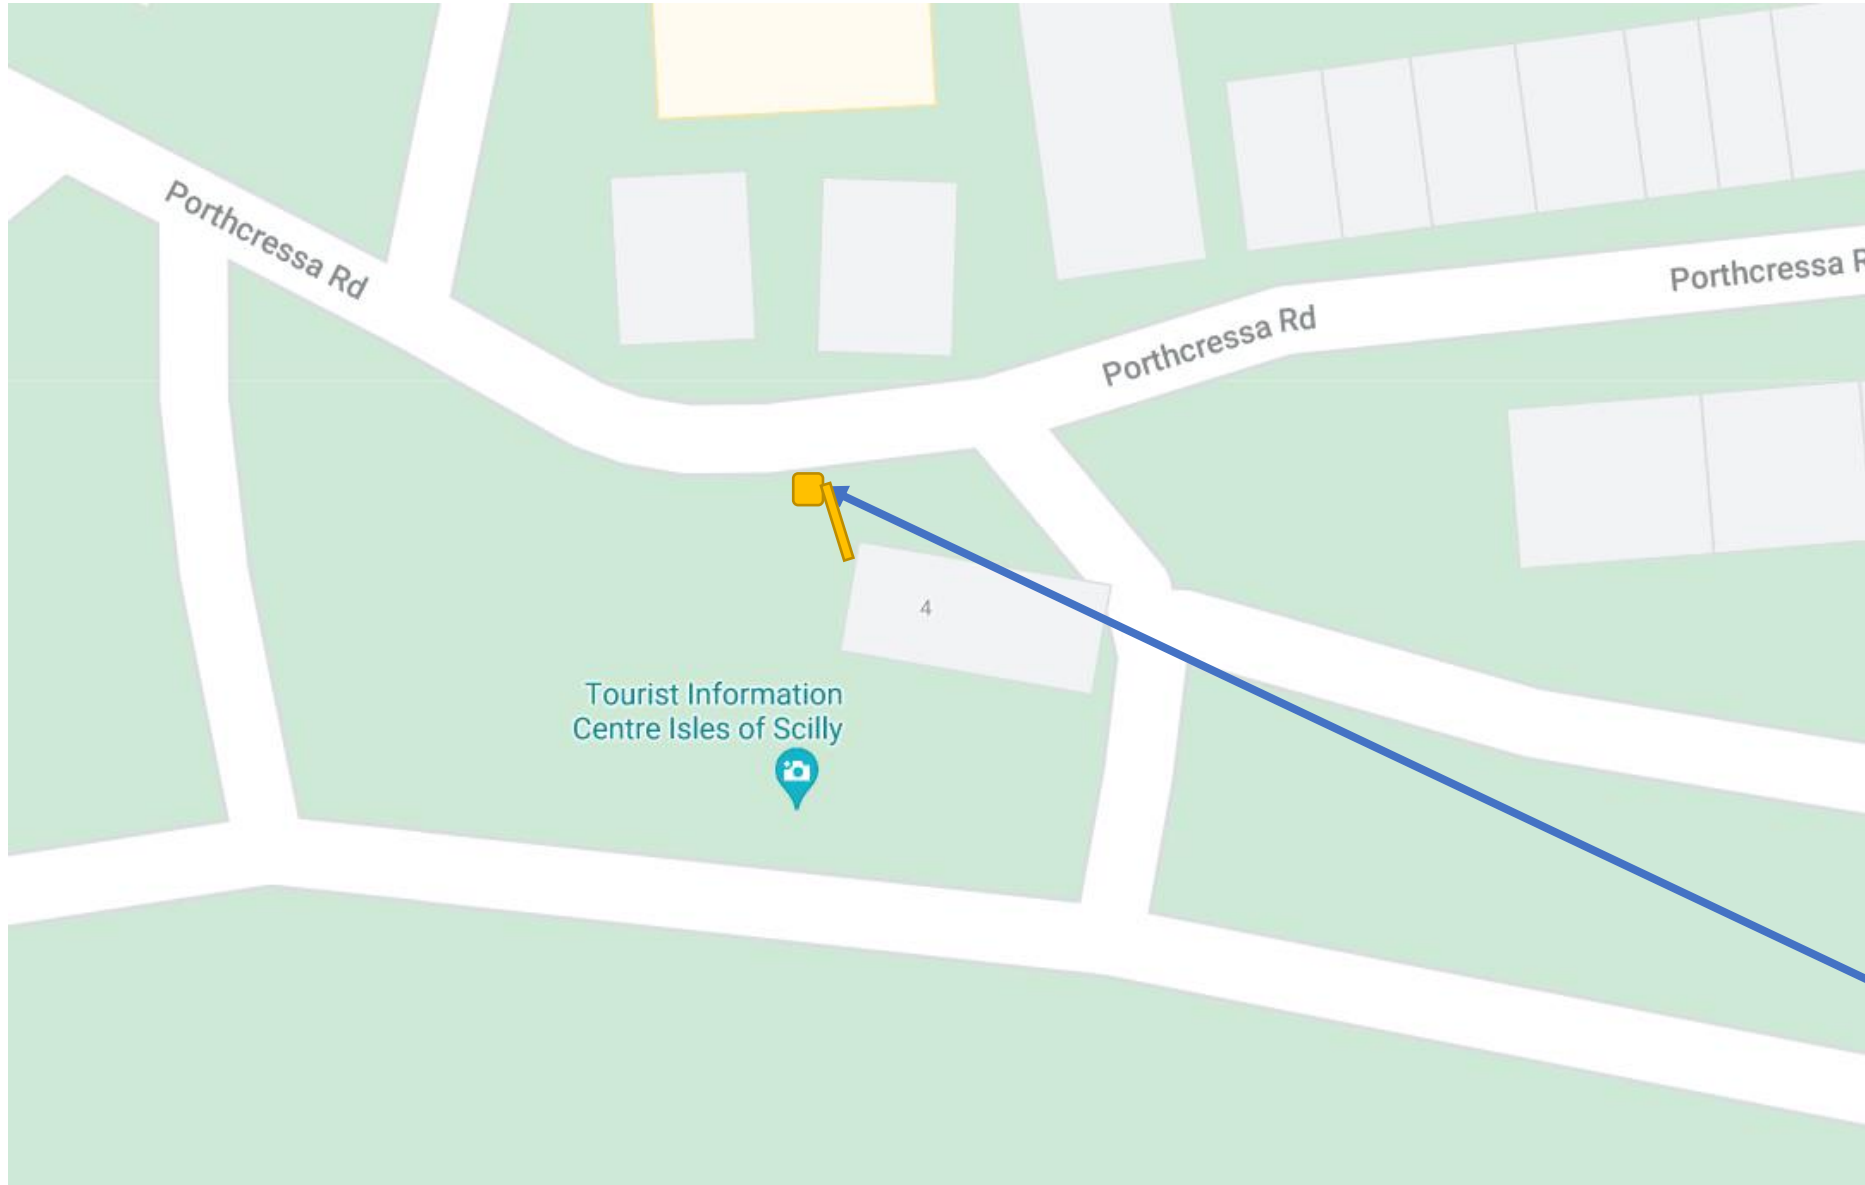 Porthcressa Rd
Porthcressa R
Porthcressa Rd
4
Tourist Information
Centre Isles of Scilly